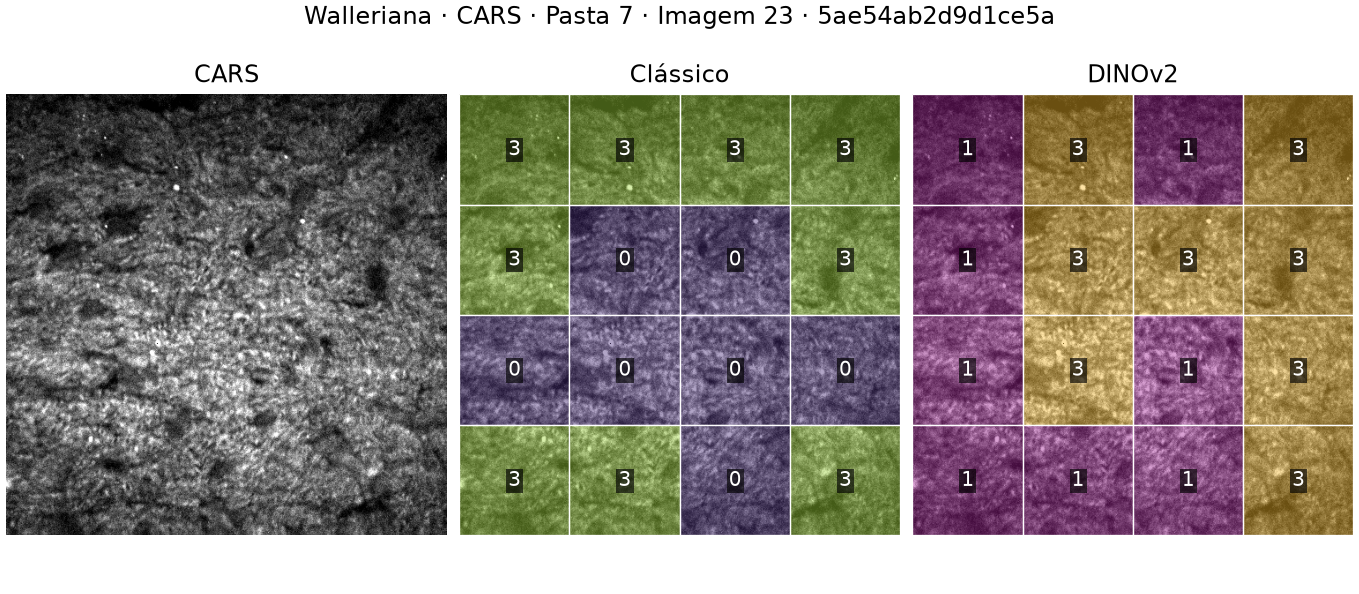 Walleriana · CARS · Pasta 7 · Imagem 23 · 5ae54ab2d9d1ce5a
CARS
Clássico
DINOv2
3 3 3 3
1 3 1 3
3 0 0 3
1 3 3 3
0 0 0 0
1 3 1 3
3 3 0 3
1 1 1 3